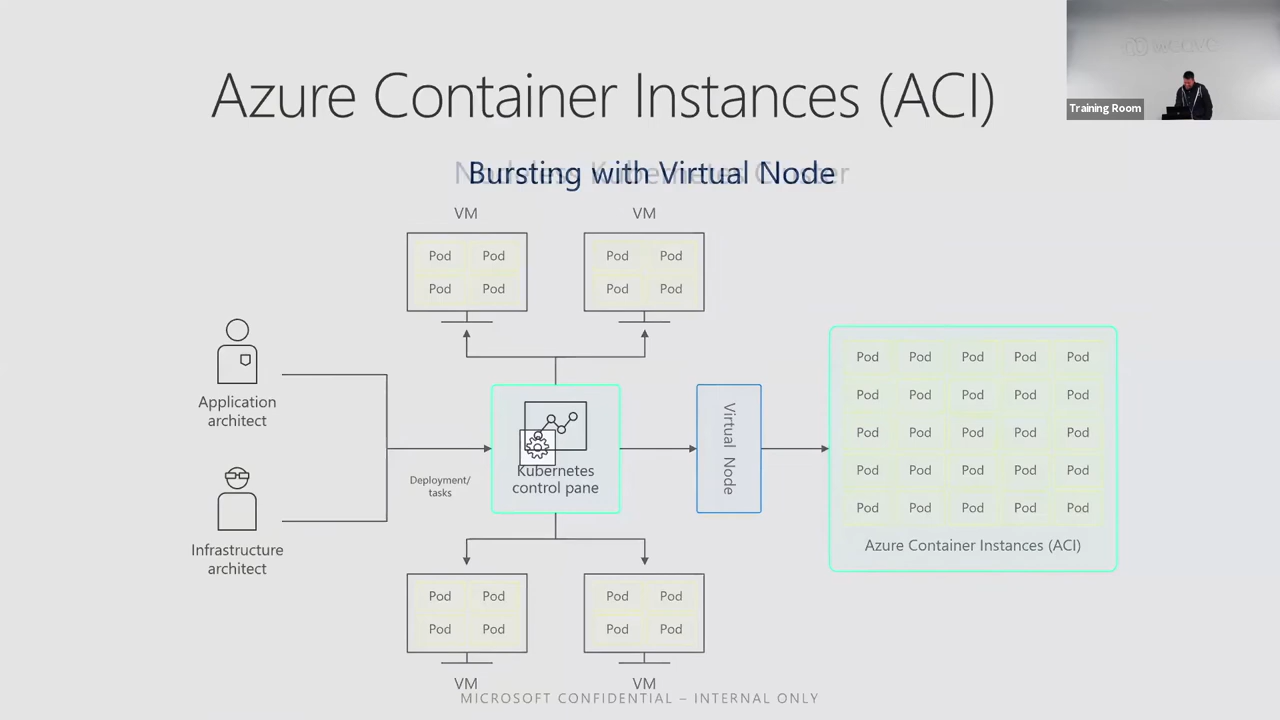 Azure Container Instances (ACI)
Training Room
Bursting with Virtual Node
Nodeless Kubernetes Cluster
VM
VM
Pod Pod
Pod Pod
Pod Pod
Pod Pod
Application
architect
Infrastructure
architect
Deployment/
tasks
Kubernetes
control pane
Virtual Node
Pod Pod Pod Pod Pod
Pod Pod Pod Pod Pod
Pod Pod Pod Pod Pod
Pod Pod Pod Pod Pod
Pod Pod Pod Pod Pod
Azure Container Instances (ACI)
Pod Pod
Pod Pod
Pod Pod
Pod Pod
VM
VM
MICROSOFT CONFIDENTIAL – INTERNAL ONLY